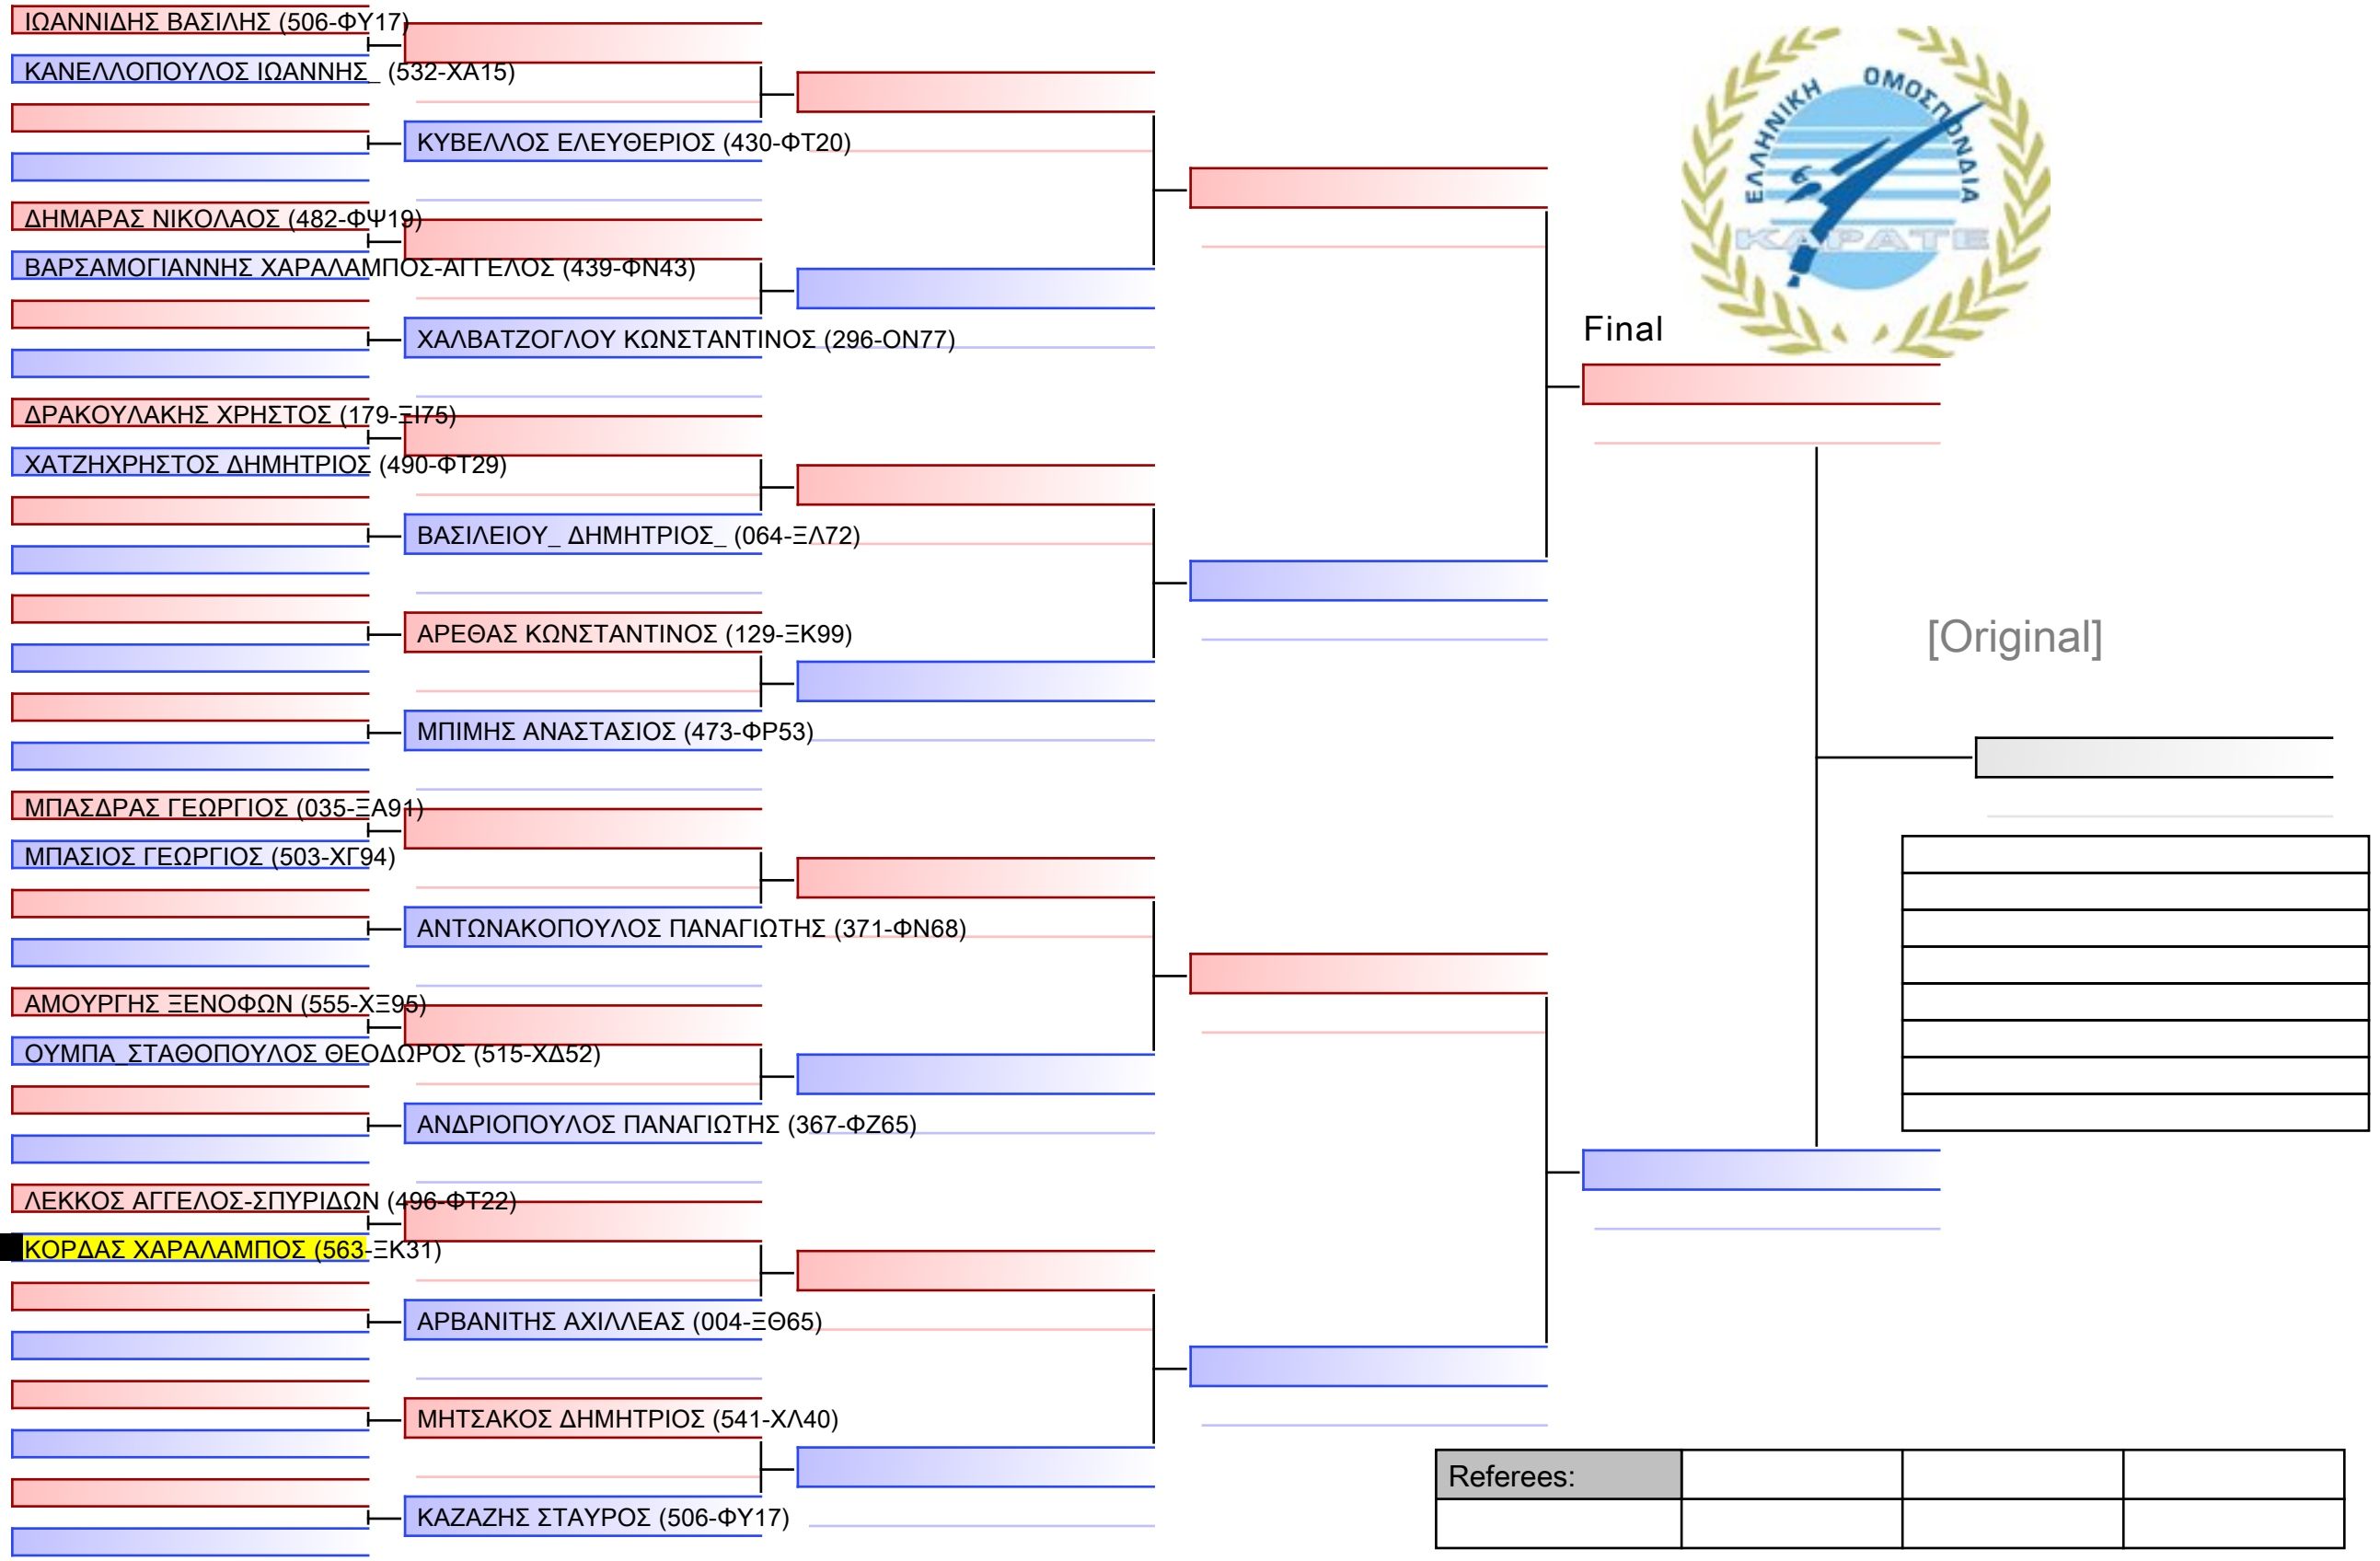 ΙΩΑΝΝΙΔΗΣ ΒΑΣΙΛΗΣ (506-ΦΥ17)
ΚΑΝΕΛΛΟΠΟΥΛΟΣ ΙΩΑΝΝΗΣ_ (532-ΧΑ15)
ΚΥΒΕΛΛΟΣ ΕΛΕΥΘΕΡΙΟΣ (430-ΦΤ20)
ΔΗΜΑΡΑΣ ΝΙΚΟΛΑΟΣ (482-ΦΨ19)
ΒΑΡΣΑΜΟΓΙΑΝΝΗΣ ΧΑΡΑΛΑΜΠΟΣ-ΑΓΓΕΛΟΣ (439-ΦΝ43)
ΧΑΛΒΑΤΖΟΓΛΟΥ ΚΩΝΣΤΑΝΤΙΝΟΣ (296-ΟΝ77)
ΔΡΑΚΟΥΛΑΚΗΣ ΧΡΗΣΤΟΣ (179-ΞΙ75)
ΧΑΤΖΗΧΡΗΣΤΟΣ ΔΗΜΗΤΡΙΟΣ (490-ΦΤ29)
ΒΑΣΙΛΕΙΟΥ_ ΔΗΜΗΤΡΙΟΣ_ (064-ΞΛ72)
ΑΡΕΘΑΣ ΚΩΝΣΤΑΝΤΙΝΟΣ (129-ΞΚ99)
ΜΠΙΜΗΣ ΑΝΑΣΤΑΣΙΟΣ (473-ΦΡ53)
ΜΠΑΣΔΡΑΣ ΓΕΩΡΓΙΟΣ (035-ΞΑ91)
ΜΠΑΣΙΟΣ ΓΕΩΡΓΙΟΣ (503-ΧΓ94)
ΑΝΤΩΝΑΚΟΠΟΥΛΟΣ ΠΑΝΑΓΙΩΤΗΣ (371-ΦΝ68)
ΑΜΟΥΡΓΗΣ ΞΕΝΟΦΩΝ (555-ΧΞ95)
ΟΥΜΠΑ_ΣΤΑΘΟΠΟΥΛΟΣ ΘΕΟΔΩΡΟΣ (515-ΧΔ52)
ΑΝΔΡΙΟΠΟΥΛΟΣ ΠΑΝΑΓΙΩΤΗΣ (367-ΦΖ65)
ΛΕΚΚΟΣ ΑΓΓΕΛΟΣ-ΣΠΥΡΙΔΩΝ (496-ΦΤ22)
ΚΟΡΔΑΣ ΧΑΡΑΛΑΜΠΟΣ (563-ΞΚ31)
ΑΡΒΑΝΙΤΗΣ ΑΧΙΛΛΕΑΣ (004-ΞΘ65)
ΜΗΤΣΑΚΟΣ ΔΗΜΗΤΡΙΟΣ (541-ΧΛ40)
ΚΑΖΑΖΗΣ ΣΤΑΥΡΟΣ (506-ΦΥ17)
ΕΛΛΗΝΙΚΗ ΟΜΟΣΠΟΝΔΙΑ
ΚΑΡΑΤΕ
Final
[Original]
Referees: